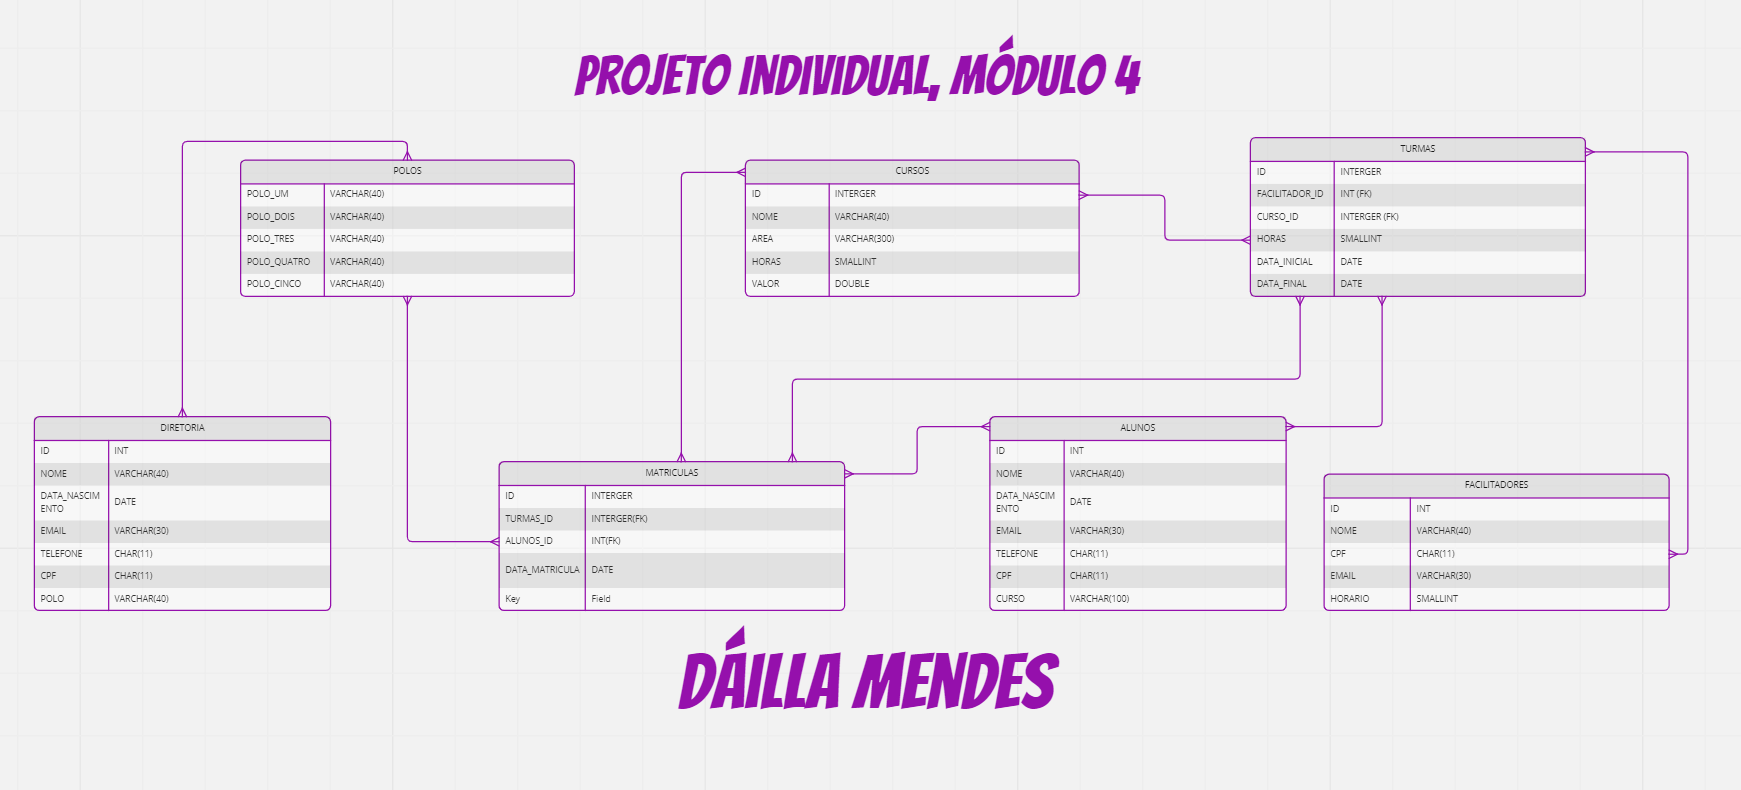 PROJETO INDIVIDUAL, MÓDULO 4
POLOS
POLO_UM VARCHAR(40)
POLO_DOIS VARCHAR(40)
POLO_TRES VARCHAR(40)
POLO_QUATRO VARCHAR(40)
POLO_CINCO VARCHAR(40)
CURSOS
ID INTERGER
NOME VARCHAR(40)
AREA VARCHAR(300)
HORAS SMALLINT
VALOR DOUBLE
TURMAS
ID INTERGER
FACILITADOR_ID INT (FK)
CURSO_ID INTERGER (FK)
HORAS SMALLINT
DATA_INICIAL DATE
DATA_FINAL DATE
DIRETORIA
ID INT
NOME VARCHAR(40)
DATA_NASCIM
ENTO DATE
EMAIL VARCHAR(30)
TELEFONE CHAR(11)
CPF CHAR(11)
POLO VARCHAR(40)
MATRICULAS
ID INTERGER
TURMAS_ID INTERGER(FK)
ALUNOS_ID INT(FK)
DATA_MATRICULA DATE
Key Field
ALUNOS
ID INT
NOME VARCHAR(40)
DATA_NASCIM
ENTO DATE
EMAIL VARCHAR(30)
TELEFONE CHAR(11)
CPF CHAR(11)
CURSO VARCHAR(100)
FACILITADORES
ID INT
NOME VARCHAR(40)
CPF CHAR(11)
EMAIL VARCHAR(30)
HORARIO SMALLINT
DÁILLA MENDES